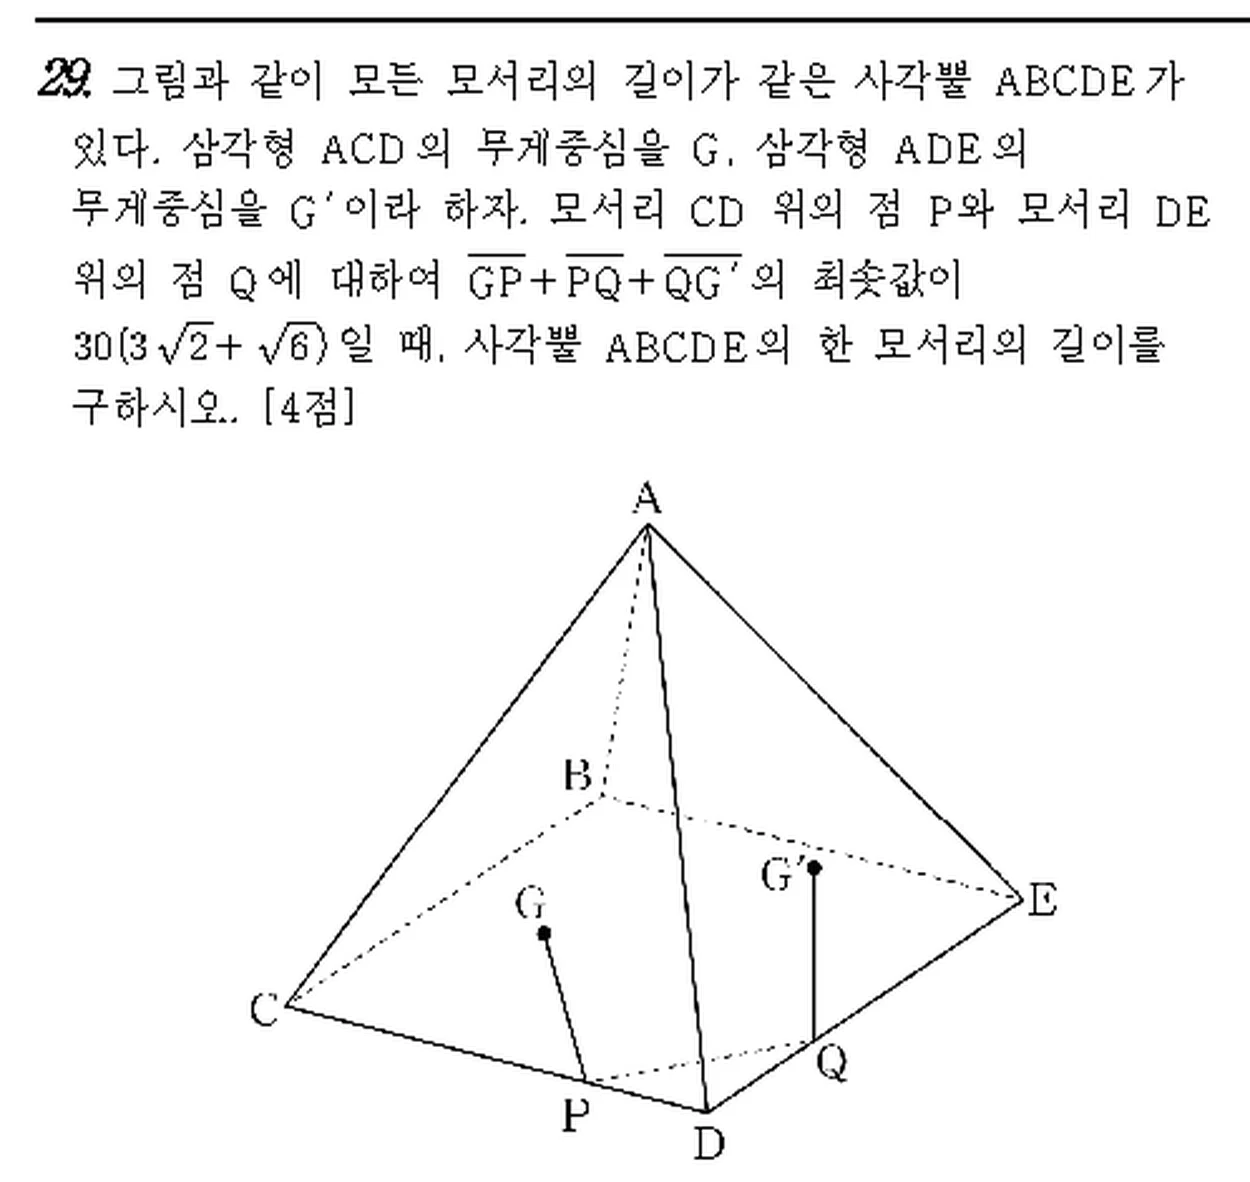 29. 그림과 같이 모든 모서리의 길이가 같은 사각뿔 ABCDE가
있다. 삼각형 ACD의 무게중심을 G, 삼각형 ADE의
무게중심을 G′이라 하자. 모서리 CD 위의 점 P와 모서리 DE
위의 점 Q에 대하여 GP+PQ+QG′의 최솟값이
30(3√2+√6)일 때, 사각뿔 ABCDE의 한 모서리의 길이를
구하시오.. [4점]
A
B
G′
E
G
C
Q
P
D